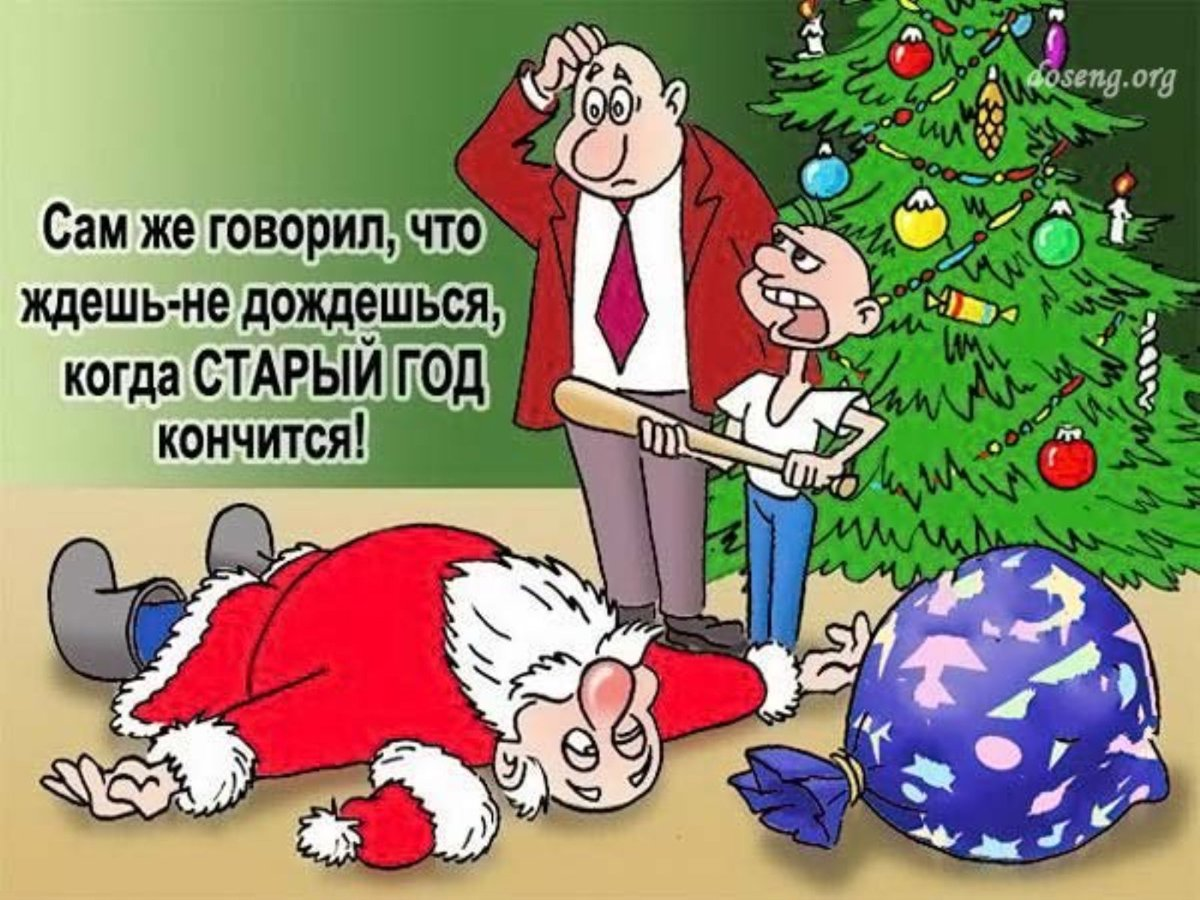 doseng.org
Сам же говорил, что
ждешь-не дождешься,
когда СТАРЫЙ ГОД
кончится!